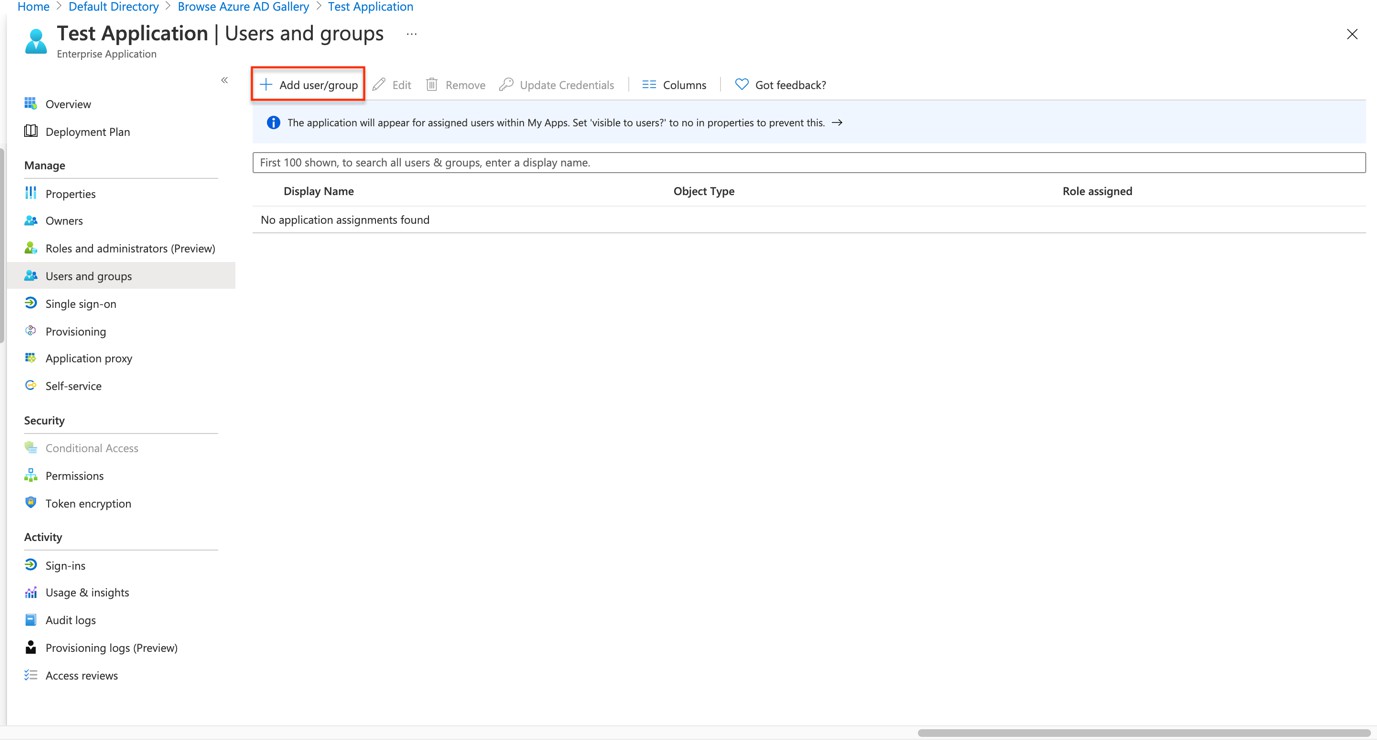 Home > Default Directory > Browse Azure AD Gallery > Test Application
Test Application | Users and groups ...
Enterprise Application
«
Overview
Deployment Plan
Manage
Properties
Owners
Roles and administrators (Preview)
Users and groups
Single sign-on
Provisioning
Application proxy
Self-service
Security
Conditional Access
Permissions
Token encryption
Activity
Sign-ins
Usage & insights
Audit logs
Provisioning logs (Preview)
Access reviews
+ Add user/group Edit Remove Update Credentials | Columns | Got feedback?
The application will appear for assigned users within My Apps. Set 'visible to users?' to no in properties to prevent this. →
First 100 shown, to search all users & groups, enter a display name.
Display Name Object Type Role assigned
No application assignments found